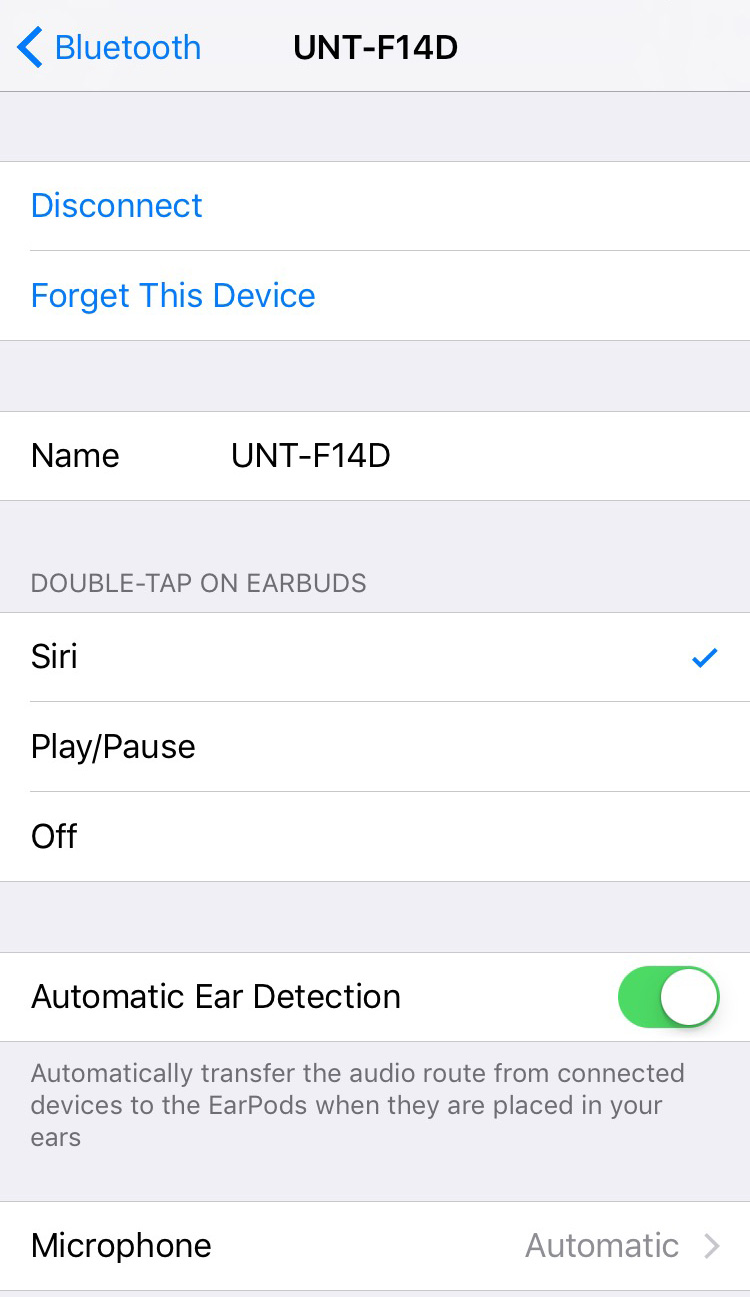 Bluetooth UNT-F14D
Disconnect
Forget This Device
Name UNT-F14D
DOUBLE-TAP ON EARBUDS
Siri
Play/Pause
Off
Automatic Ear Detection
Automatically transfer the audio route from connected
devices to the EarPods when they are placed in your
ears
Microphone Automatic